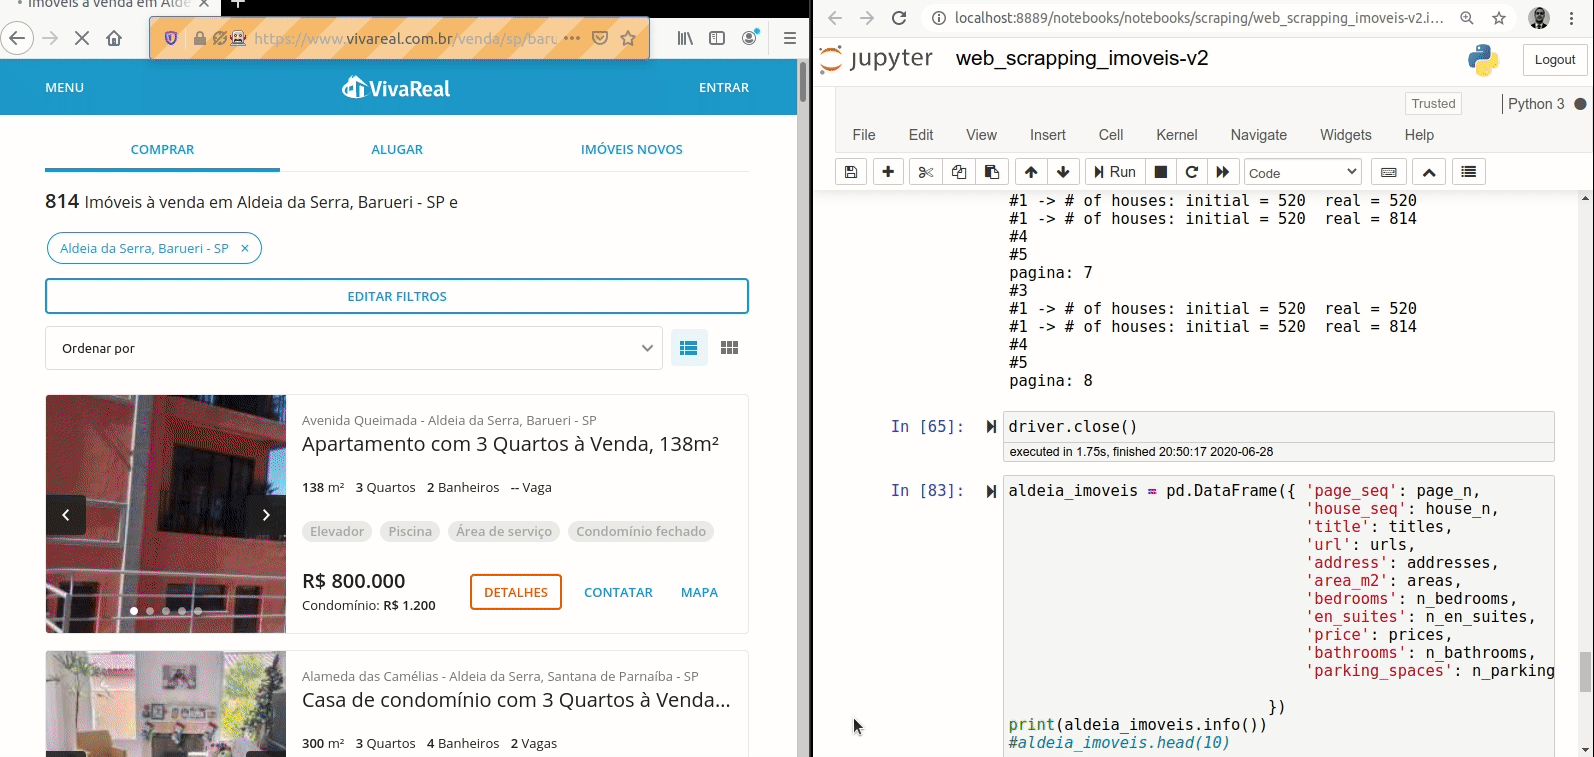 Imóveis à venda em Alde
https://www.vivareal.com.br/venda/sp/baru
MENU
VivaReal
ENTRAR
COMPRAR
ALUGAR
IMÓVEIS NOVOS
814 Imóveis à venda em Aldeia da Serra, Barueri - SP e
Aldeia da Serra, Barueri - SP ×
EDITAR FILTROS
Ordenar por
Avenida Queimada - Aldeia da Serra, Barueri - SP
Apartamento com 3 Quartos à Venda, 138m²
138 m² 3 Quartos 2 Banheiros -- Vaga
Elevador Piscina Área de serviço Condomínio fechado
R$ 800.000
Condomínio: R$ 1.200
DETALHES
CONTATAR
MAPA
Alameda das Camélias - Aldeia da Serra, Santana de Parnaíba - SP
Casa de condomínio com 3 Quartos à Venda...
300 m² 3 Quartos 4 Banheiros 2 Vagas
localhost:8889/notebooks/notebooks/scraping/web_scrapping_imoveis-v2.i...
jupyter web_scrapping_imoveis-v2
Logout
Trusted
Python 3
File Edit View Insert Cell Kernel Navigate Widgets Help
Run
Code
#1 -> # of houses: initial = 520 real = 520
#1 -> # of houses: initial = 520 real = 814
#4
#5
pagina: 7
#3
#1 -> # of houses: initial = 520 real = 520
#1 -> # of houses: initial = 520 real = 814
#4
#5
pagina: 8
In [65]: driver.close()
executed in 1.75s, finished 20:50:17 2020-06-28
In [83]: aldeia_imoveis = pd.DataFrame({ 'page_seq': page_n,
'house_seq': house_n,
'title': titles,
'url': urls,
'address': addresses,
'area_m2': areas,
'bedrooms': n_bedrooms,
'en_suites': n_en_suites,
'price': prices,
'bathrooms': n_bathrooms,
'parking_spaces': n_parking
})
print(aldeia_imoveis.info())
#aldeia_imoveis.head(10)